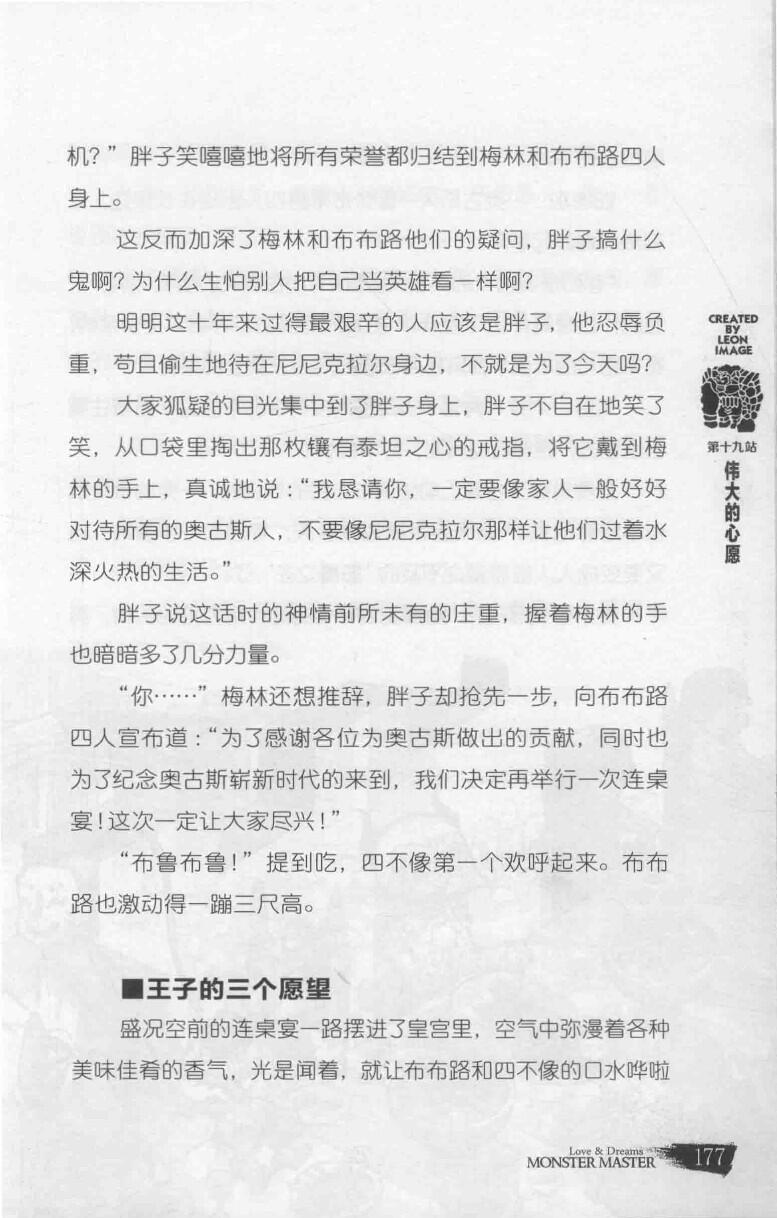 机？”胖子笑嘻嘻地将所有荣誉都归结到梅林和布布路四人
身上。
这反而加深了梅林和布布路他们的疑问，胖子搞什么
鬼啊？为什么生怕别人把自己当英雄看一样啊？
明明这十年来过得最艰辛的人应该是胖子，他忍辱负
重，苟且偷生地待在尼尼克拉尔身边，不就是为了今天吗？
大家狐疑的目光集中到了胖子身上，胖子不自在地笑了
笑，从口袋里掏出那枚镶有泰坦之心的戒指，将它戴到梅
林的手上，真诚地说：“我恳请你，一定要像家人一般好好
对待所有的奥古斯人，不要像尼尼克拉尔那样让他们过着水
深火热的生活。”
胖子说这话时的神情前所未有的庄重，握着梅林的手
也暗暗多了几分力量。
“你……”梅林还想推辞，胖子却抢先一步，向布布路
四人宣布道：“为了感谢各位为奥古斯做出的贡献，同时也
为了纪念奥古斯崭新时代的来到，我们决定再举行一次连桌
宴！这次一定让大家尽兴！”
“布鲁布鲁！”提到吃，四不像第一个欢呼起来。布布
路也激动得一蹦三尺高。
■王子的三个愿望
盛况空前的连桌宴一路摆进了皇宫里，空气中弥漫着各种
美味佳肴的香气，光是闻着，就让布布路和四不像的口水哗啦
CREATED
BY
LEON
IMAGE
第十九站
伟大的心愿
Love & Dreams
MONSTER MASTER
177